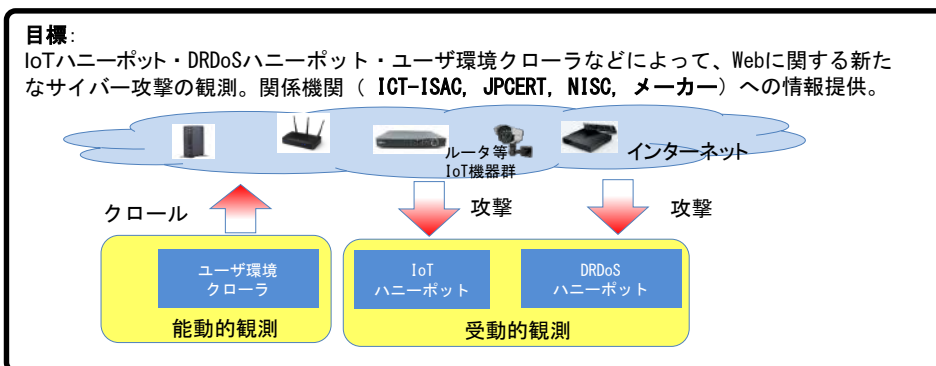 目標:
IoTハニーポット・DRDoSハニーポット・ユーザ環境クローラなどによって、Webに関する新た
なサイバー攻撃の観測。関係機関( ICT-ISAC, JPCERT, NISC, メーカー)への情報提供。
ルータ等
IoT機器群
インターネット
クロール
攻撃
攻撃
ユーザ環境
クローラ
IoT
ハニーポット
DRDoS
ハニーポット
能動的観測
受動的観測